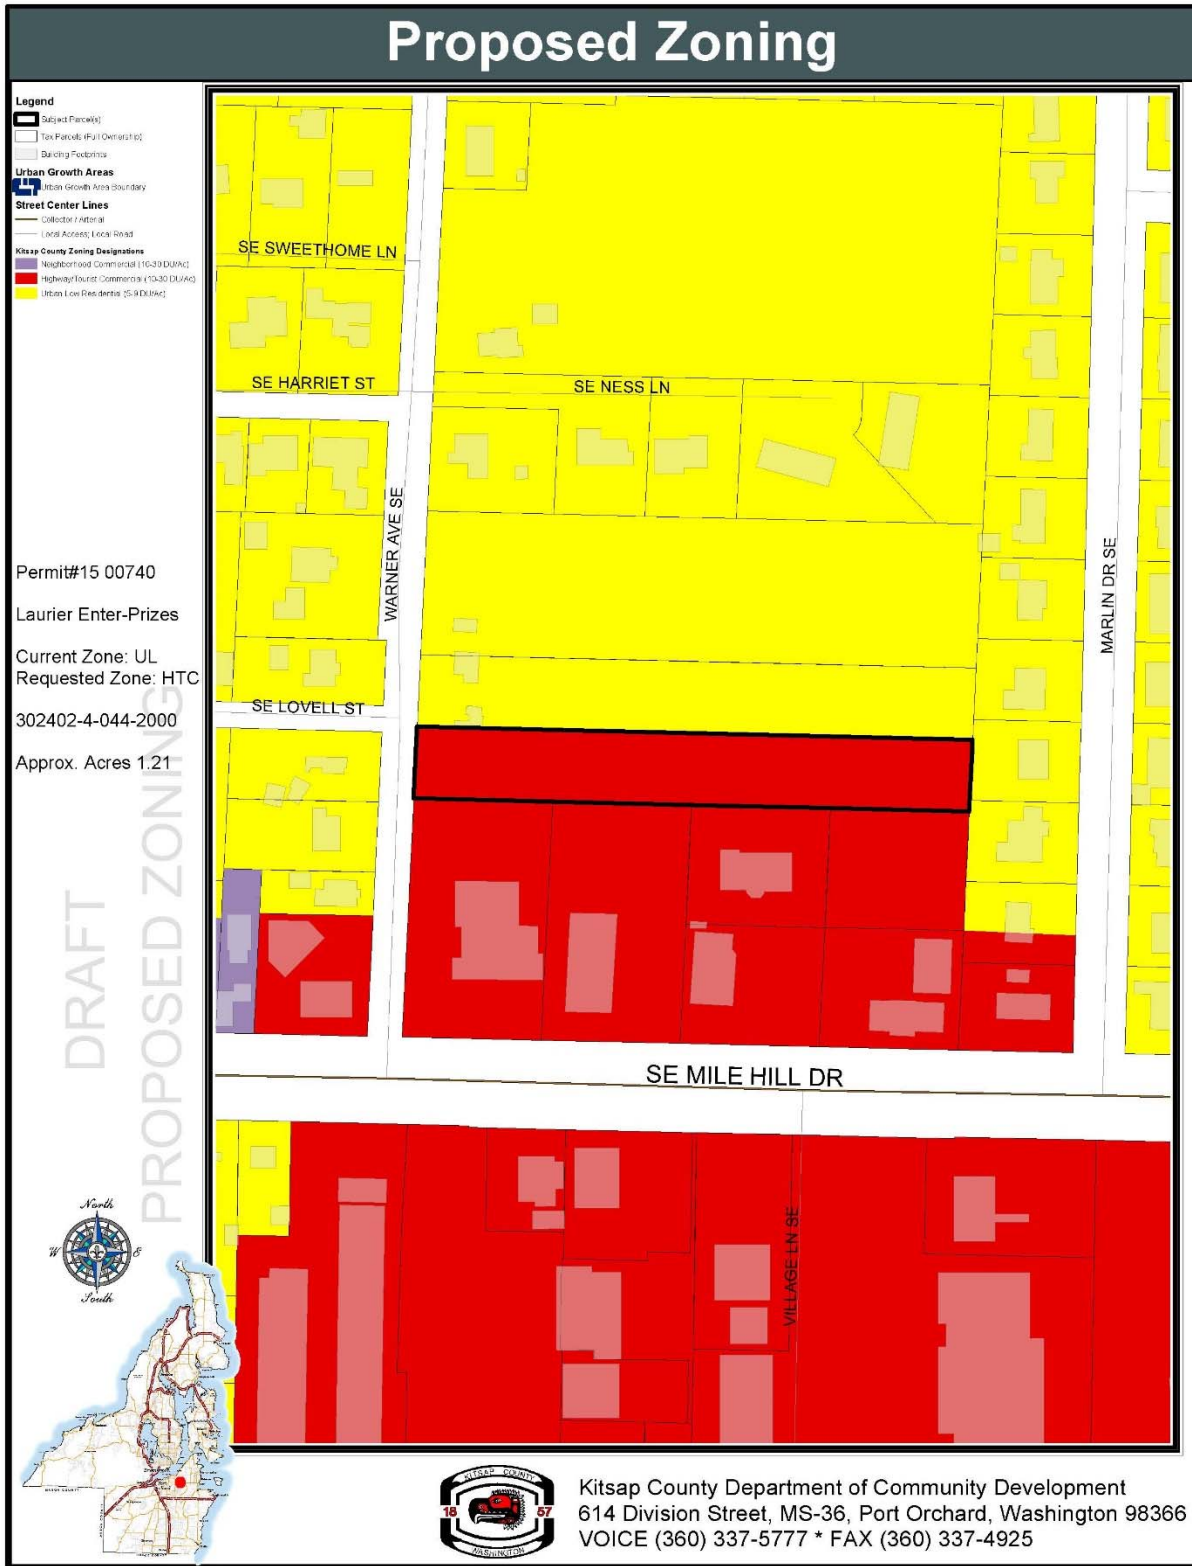 Proposed Zoning
Legend
Subject Parcel(s)
Tax Parcels (Full Ownership)
Building Footprints
Urban Growth Areas
Urban Growth Area Boundary
Street Center Lines
Collector / Arterial
Local Access; Local Road
Kitsap County Zoning Designations
Neighborhood Commercial (10-30 DU/Ac)
Highway/Tourist Commercial (10-30 DU/Ac)
Urban Low Residential (5-9 DU/Ac)
Permit#15 00740
Laurier Enter-Prizes
Current Zone: UL
Requested Zone: HTC
302402-4-044-2000
Approx. Acres 1.21
DRAFT
PROPOSED ZONING
SE SWEETHOME LN
SE HARRIET ST
SE NESS LN
WARNER AVE SE
MARLIN DR SE
SE LOVELL ST
SE MILE HILL DR
VILLAGE LN SE
North
W
E
South
KITSAP COUNTY
18 57
WASHINGTON
Kitsap County Department of Community Development
614 Division Street, MS-36, Port Orchard, Washington 98366
VOICE (360) 337-5777 * FAX (360) 337-4925